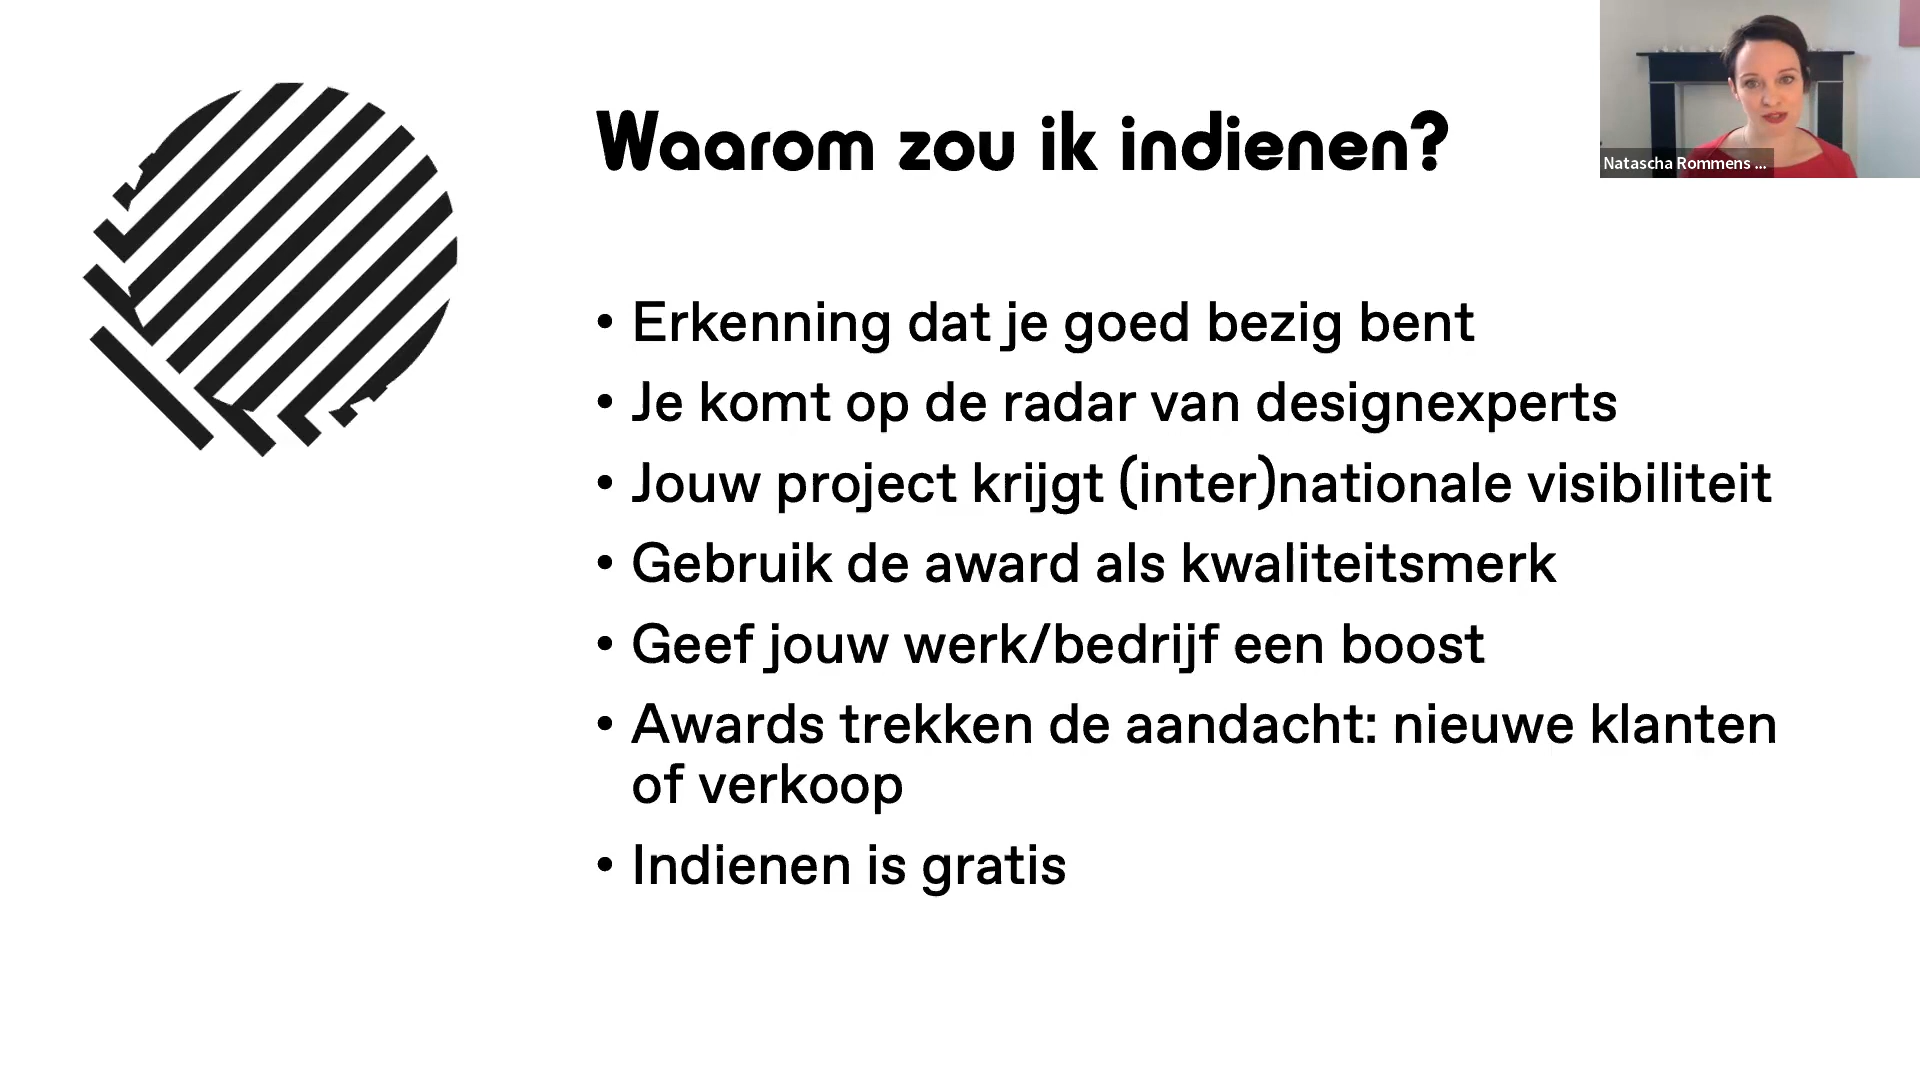 Waarom zou ik indienen?
Natascha Rommens ...
• Erkenning dat je goed bezig bent
• Je komt op de radar van designexperts
• Jouw project krijgt (inter)nationale visibiliteit
• Gebruik de award als kwaliteitsmerk
• Geef jouw werk/bedrijf een boost
• Awards trekken de aandacht: nieuwe klanten
of verkoop
• Indienen is gratis